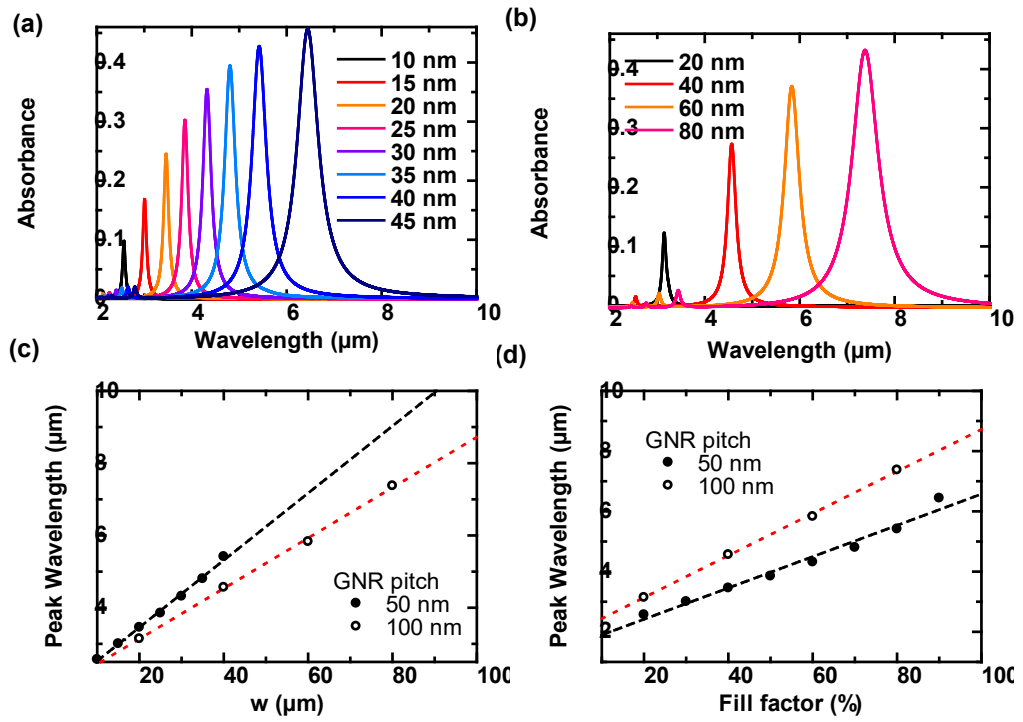 (a)
Absorbance
0.4
0.3
0.2
0.1
0
2
4
6
8
10
Wavelength (µm)
10 nm
15 nm
20 nm
25 nm
30 nm
35 nm
40 nm
45 nm
(b)
Absorbance
0.4
0.3
0.2
0.1
0
2
4
6
8
10
Wavelength (µm)
20 nm
40 nm
60 nm
80 nm
(c)
Peak Wavelength (µm)
10
8
6
4
20
40
60
80
100
w (µm)
GNR pitch
50 nm
100 nm
(d)
Peak Wavelength (µm)
10
8
6
4
2
20
40
60
80
100
Fill factor (%)
GNR pitch
50 nm
100 nm